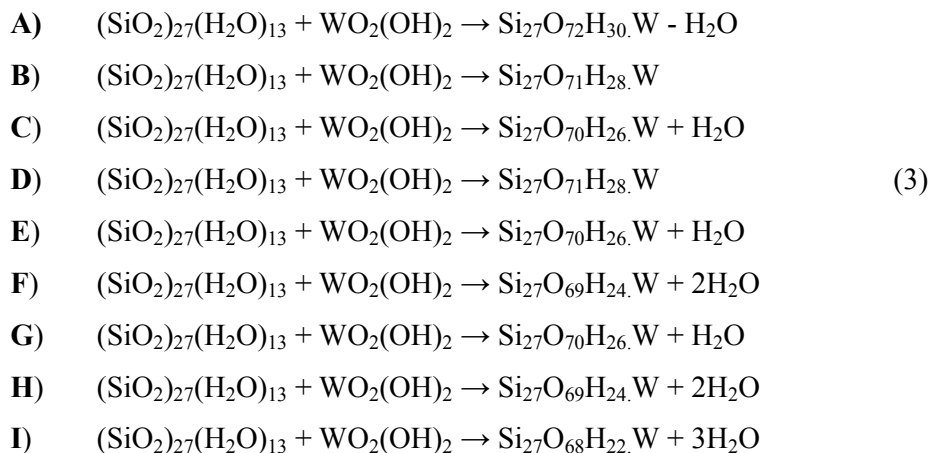 A) (SiO₂)₂₇(H₂O)₁₃ + WO₂(OH)₂ → Si₂₇O₇₂H₃₀.W - H₂O
B) (SiO₂)₂₇(H₂O)₁₃ + WO₂(OH)₂ → Si₂₇O₇₁H₂₈.W
C) (SiO₂)₂₇(H₂O)₁₃ + WO₂(OH)₂ → Si₂₇O₇₀H₂₆.W + H₂O
D) (SiO₂)₂₇(H₂O)₁₃ + WO₂(OH)₂ → Si₂₇O₇₁H₂₈.W (3)
E) (SiO₂)₂₇(H₂O)₁₃ + WO₂(OH)₂ → Si₂₇O₇₀H₂₆.W + H₂O
F) (SiO₂)₂₇(H₂O)₁₃ + WO₂(OH)₂ → Si₂₇O₆₉H₂₄.W + 2H₂O
G) (SiO₂)₂₇(H₂O)₁₃ + WO₂(OH)₂ → Si₂₇O₇₀H₂₆.W + H₂O
H) (SiO₂)₂₇(H₂O)₁₃ + WO₂(OH)₂ → Si₂₇O₆₉H₂₄.W + 2H₂O
I) (SiO₂)₂₇(H₂O)₁₃ + WO₂(OH)₂ → Si₂₇O₆₈H₂₂.W + 3H₂O